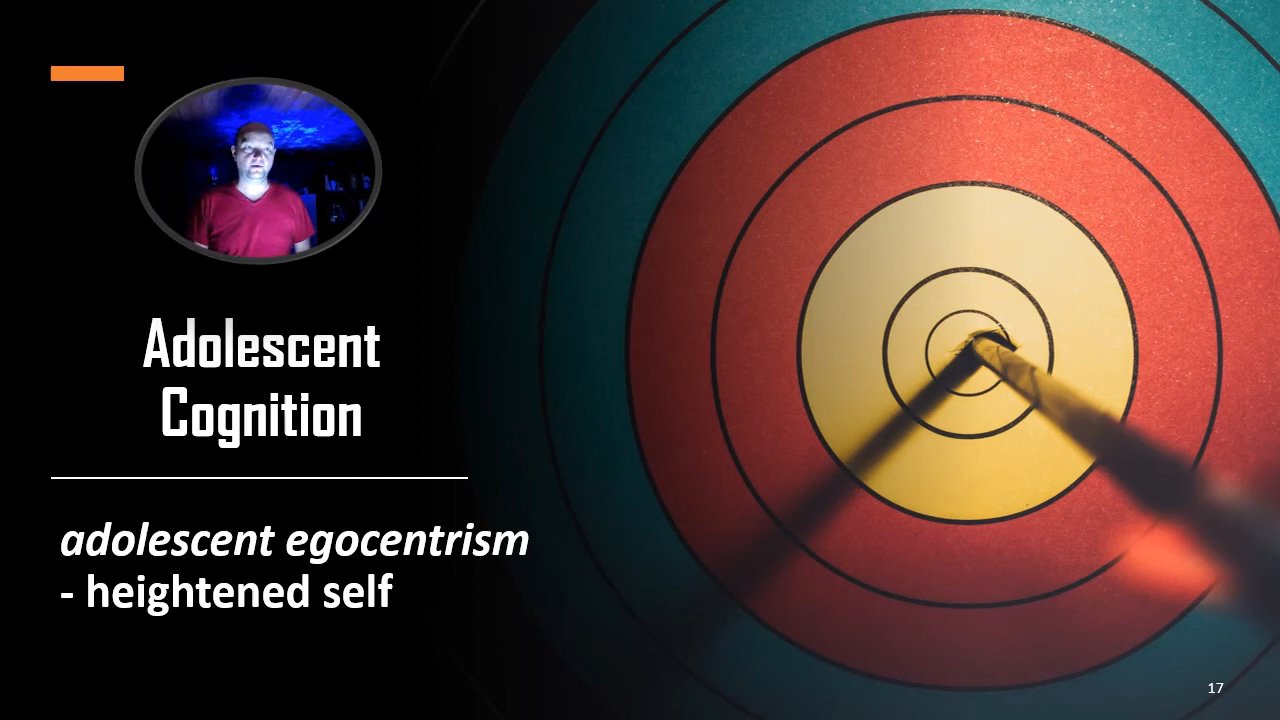 Adolescent
Cognition
adolescent egocentrism
- heightened self
17